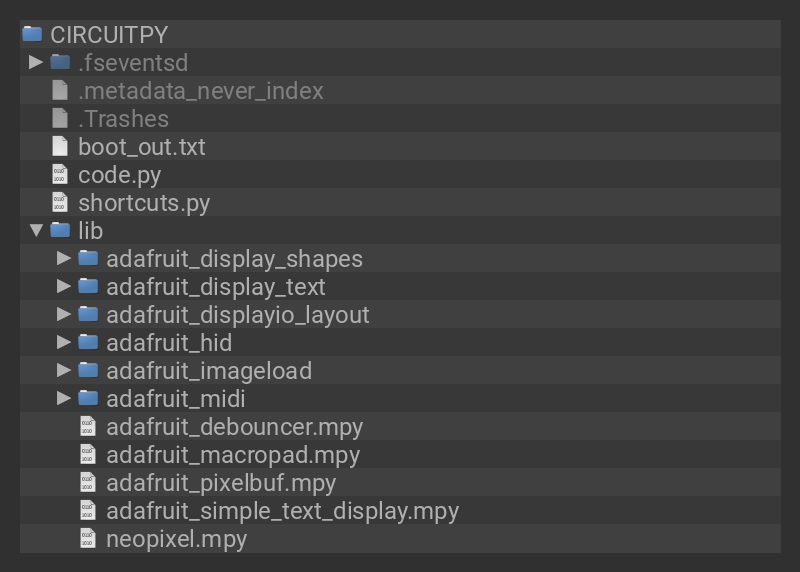 CIRCUITPY
.fseventsd
.metadata_never_index
.Trashes
boot_out.txt
code.py
shortcuts.py
lib
adafruit_display_shapes
adafruit_display_text
adafruit_displayio_layout
adafruit_hid
adafruit_imageload
adafruit_midi
adafruit_debouncer.mpy
adafruit_macropad.mpy
adafruit_pixelbuf.mpy
adafruit_simple_text_display.mpy
neopixel.mpy